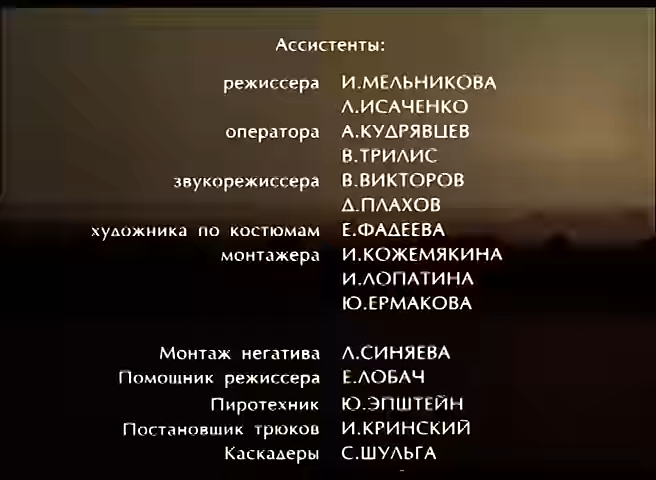 Ассистенты:
режиссера И.МЕЛЬНИКОВА
Л.ИСАЧЕНКО
оператора А.КУДРЯВЦЕВ
В.ТРИЛИС
звукорежиссера В.ВИКТОРОВ
Д.ПЛАХОВ
художника по костюмам Е.ФАДЕЕВА
монтажера И.КОЖЕМЯКИНА
И.ЛОПАТИНА
Ю.ЕРМАКОВА
Монтаж негатива Л.СИНЯЕВА
Помощник режиссера Е.ЛОБАЧ
Пиротехник Ю.ЭПШТЕЙН
Постановщик трюков И.КРИНСКИЙ
Каскадеры С.ШУЛЬГА